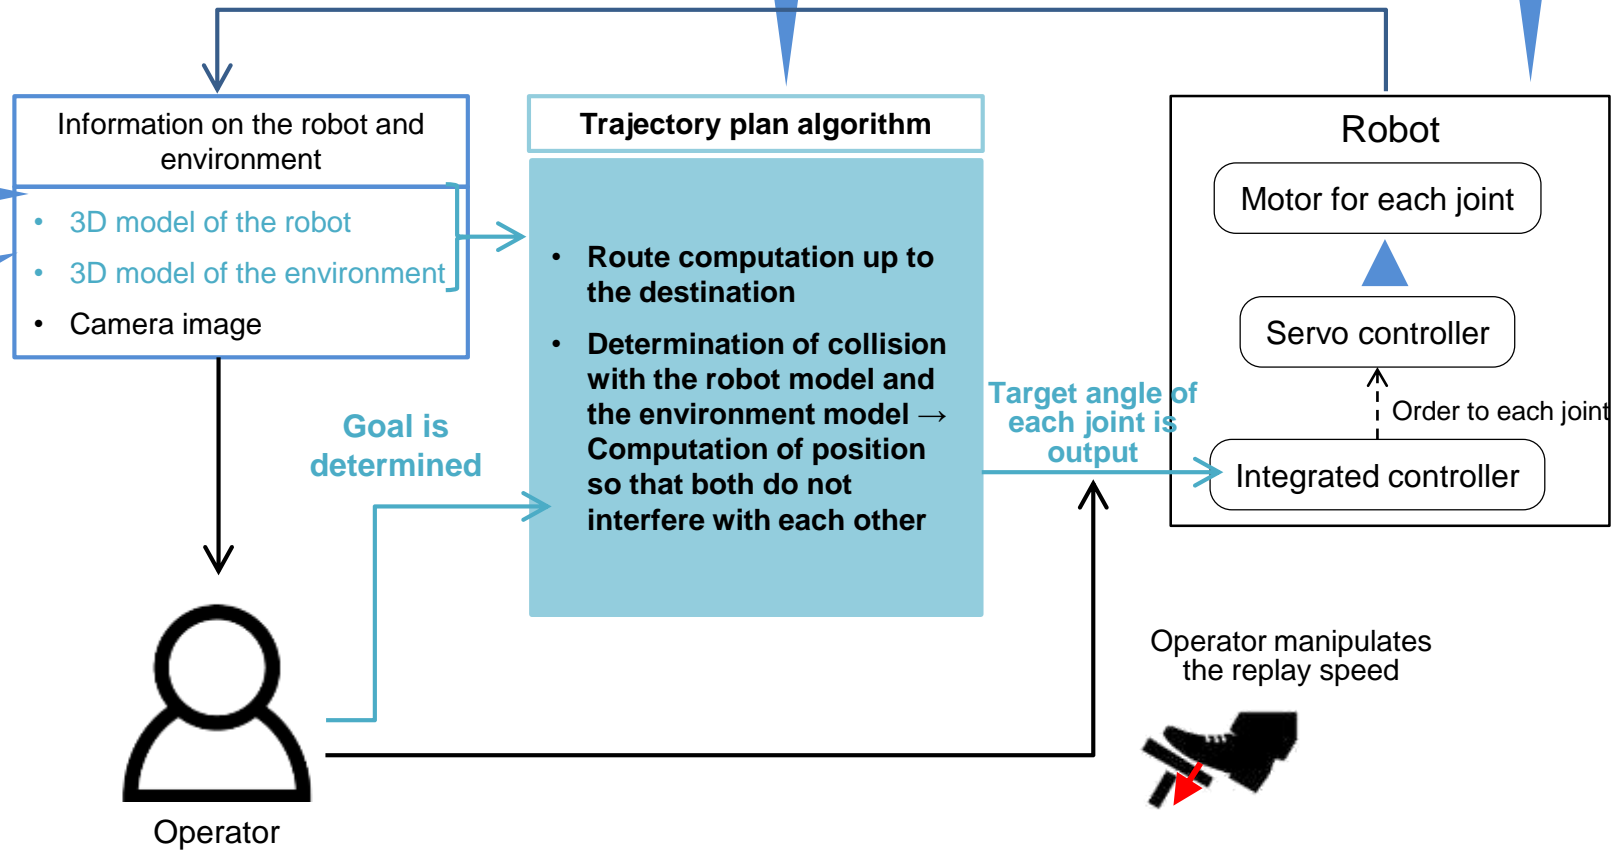 Information on the robot and
environment
• 3D model of the robot
• 3D model of the environment
• Camera image
Trajectory plan algorithm
• Route computation up to
the destination
• Determination of collision
with the robot model and
the environment model →
Computation of position
so that both do not
interfere with each other
Robot
Motor for each joint
Servo controller
Order to each joint
Integrated controller
Target angle of
each joint is
output
Goal is
determined
Operator manipulates
the replay speed
Operator